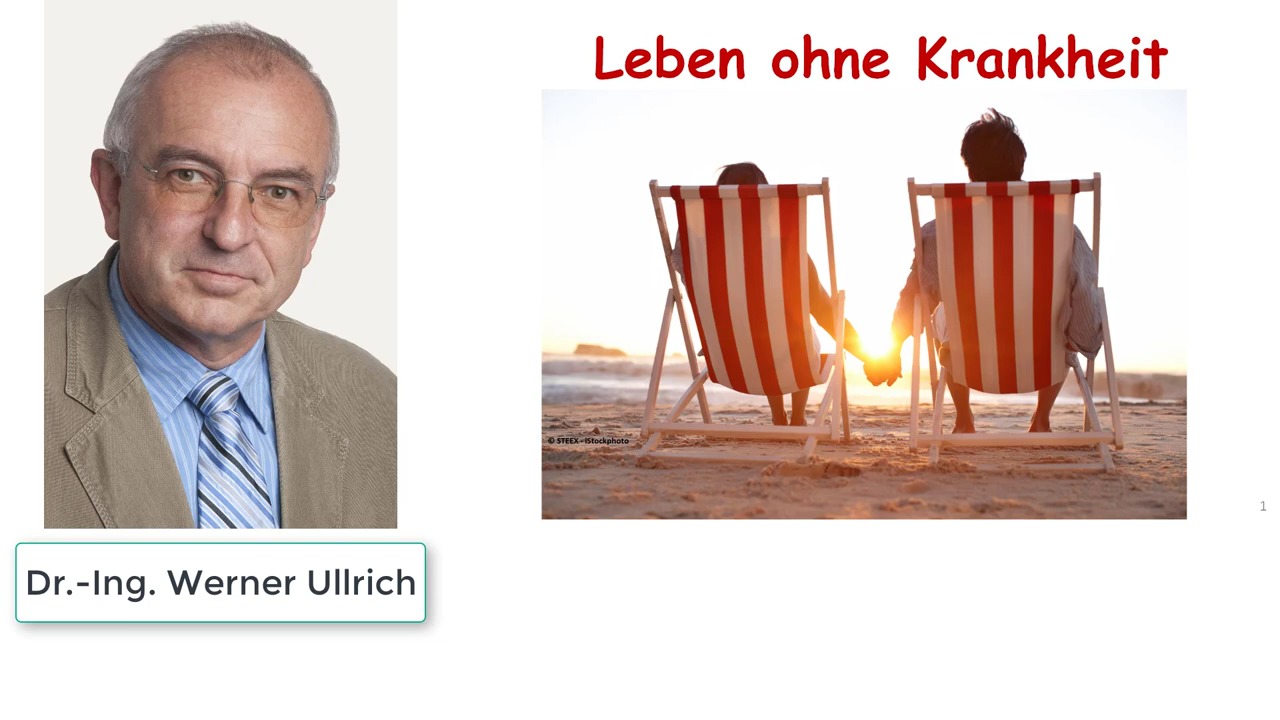 Leben ohne Krankheit
© STEEX - iStockphoto
1
Dr.-Ing. Werner Ullrich